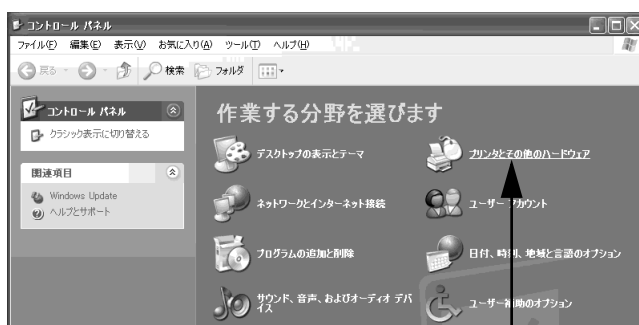 コントロール パネル
ファイル(F) 編集(E) 表示(V) お気に入り(A) ツール(T) ヘルプ(H)
戻る 検索 フォルダ
コントロール パネル
クラシック表示に切り替える
関連項目
Windows Update
ヘルプとサポート
作業する分野を選びます
デスクトップの表示とテーマ
プリンタとその他のハードウェア
ネットワークとインターネット接続
ユーザー アカウント
プログラムの追加と削除
日付、時刻、地域と言語のオプション
サウンド、音声、およびオーディオ デバ
イス
ユーザー補助のオプション